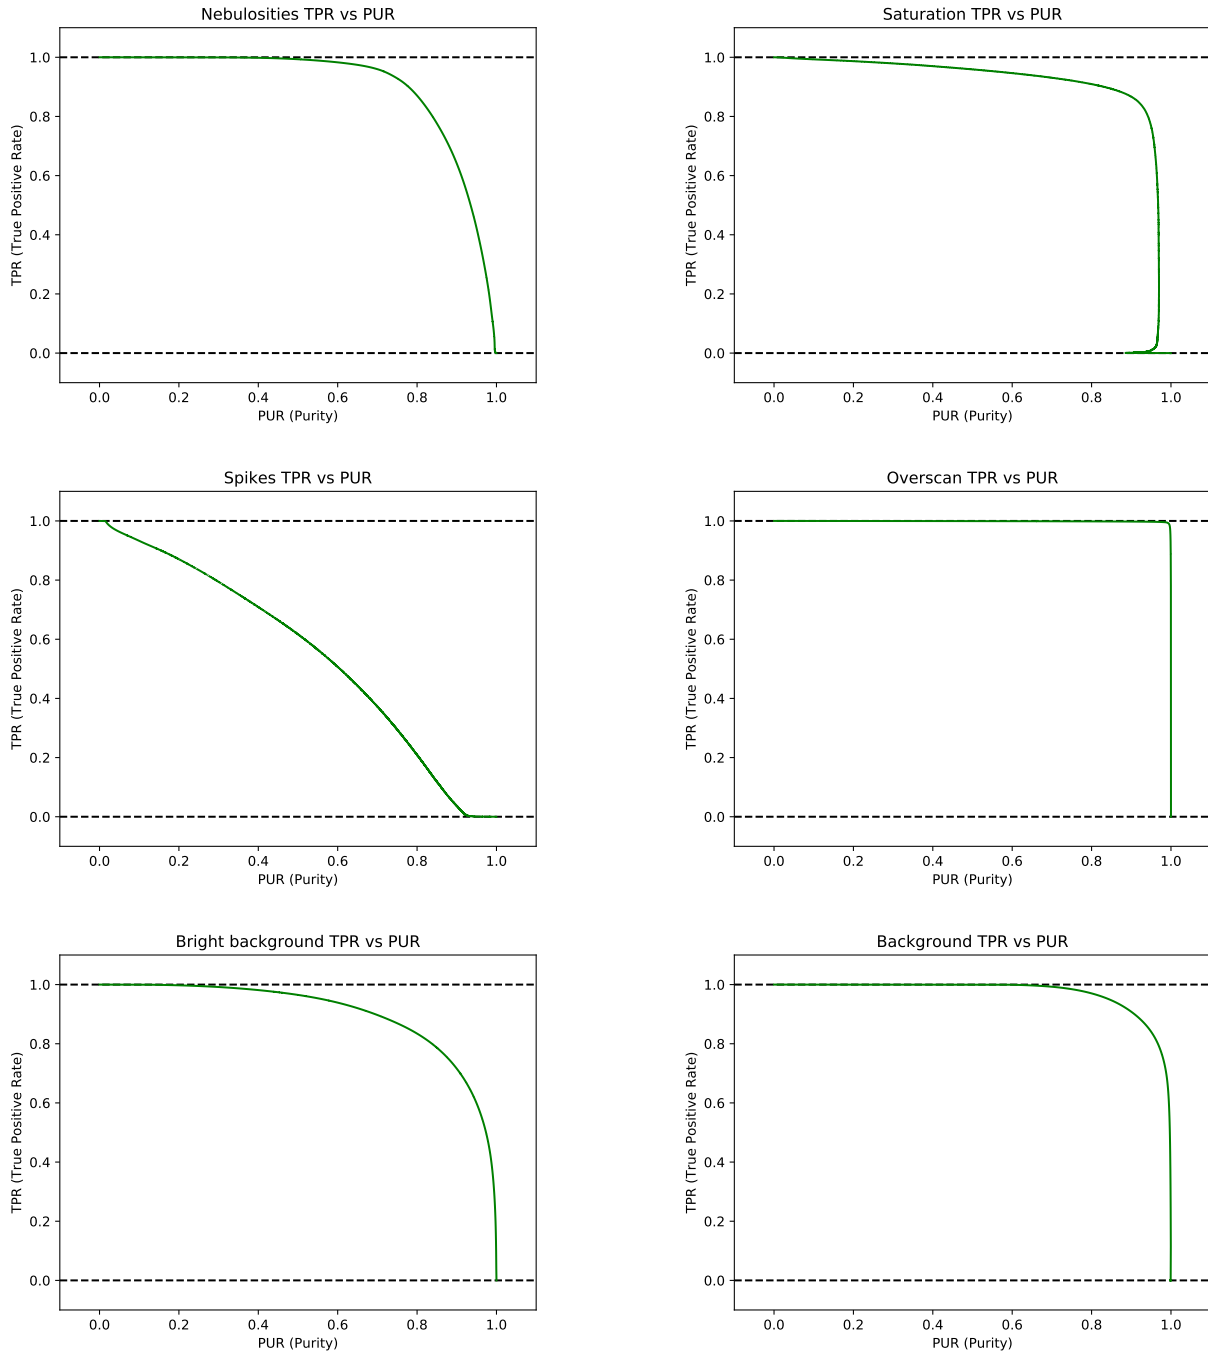 Nebulosities TPR vs PUR
TPR (True Positive Rate)
1.0
0.8
0.6
0.4
0.2
0.0
0.0 0.2 0.4 0.6 0.8 1.0
PUR (Purity)
Saturation TPR vs PUR
TPR (True Positive Rate)
1.0
0.8
0.6
0.4
0.2
0.0
0.0 0.2 0.4 0.6 0.8 1.0
PUR (Purity)
Spikes TPR vs PUR
TPR (True Positive Rate)
1.0
0.8
0.6
0.4
0.2
0.0
0.0 0.2 0.4 0.6 0.8 1.0
PUR (Purity)
Overscan TPR vs PUR
TPR (True Positive Rate)
1.0
0.8
0.6
0.4
0.2
0.0
0.0 0.2 0.4 0.6 0.8 1.0
PUR (Purity)
Bright background TPR vs PUR
TPR (True Positive Rate)
1.0
0.8
0.6
0.4
0.2
0.0
0.0 0.2 0.4 0.6 0.8 1.0
PUR (Purity)
Background TPR vs PUR
TPR (True Positive Rate)
1.0
0.8
0.6
0.4
0.2
0.0
0.0 0.2 0.4 0.6 0.8 1.0
PUR (Purity)